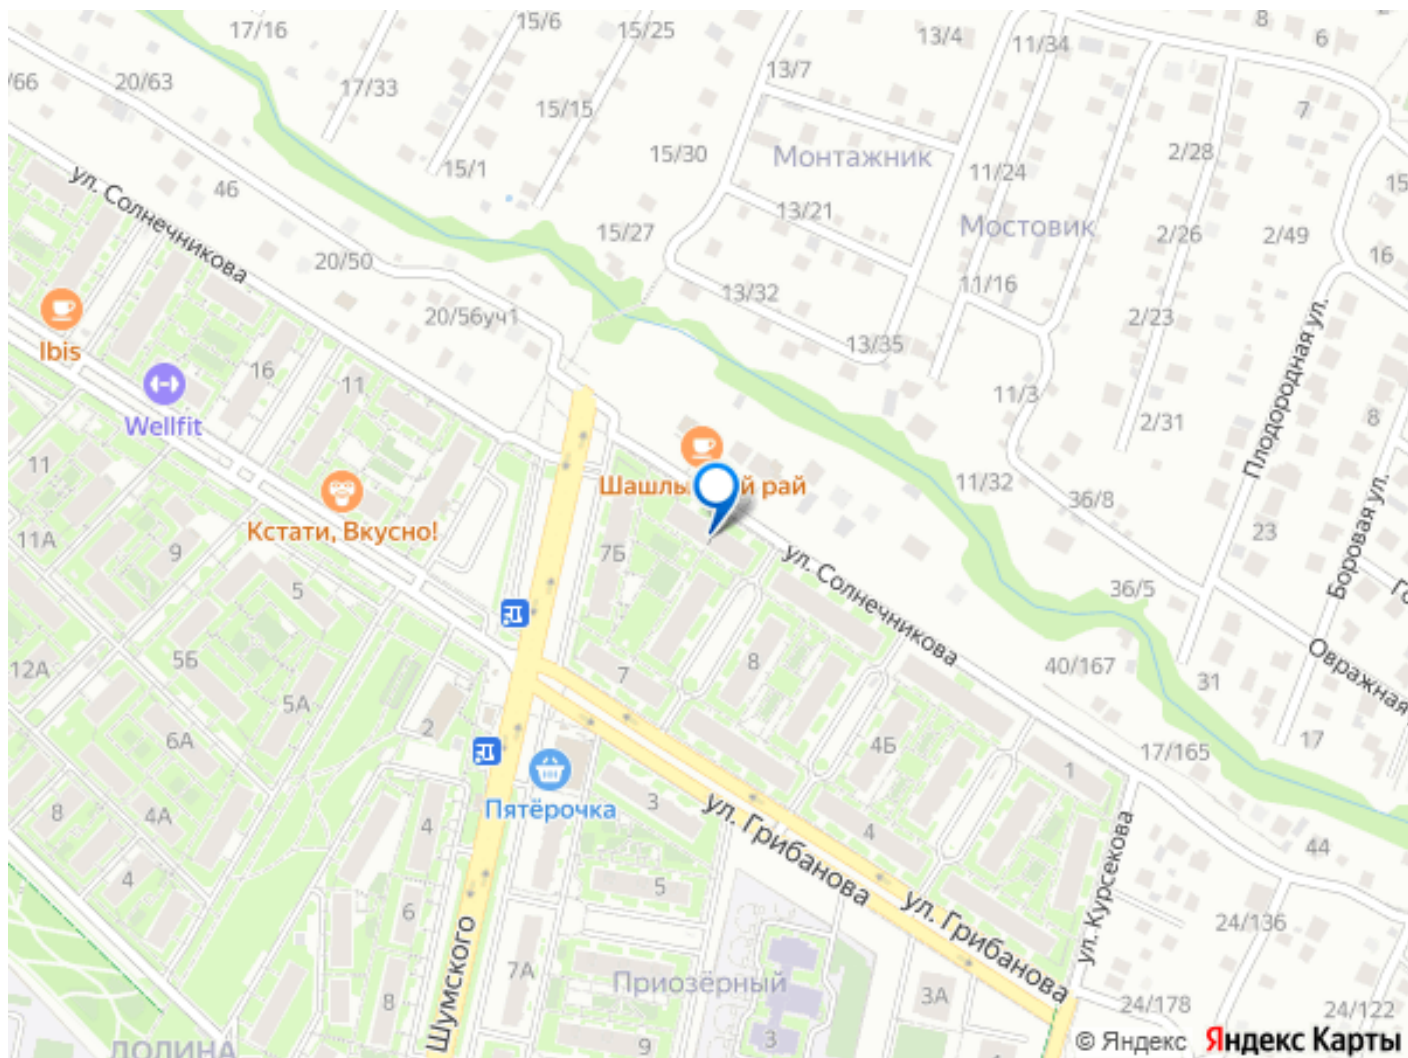 17/16
15/6
15/25
13/4
11/34
8
6
/66
20/63
17/33
13/7
15/15
7
15/1
15/30
Монтажник
11/24
2/28
15
ул. Солнечникова
46
13/21
15/27
Мостовик
2/26
2/49
16
20/50
13/32
11/16
20/56уч1
2/23
Ibis
13/35
Плодородная ул.
16
11
11/3
Wellfit
2/31
8
11
Шашлы й рай
11/32
36/8
Боровая ул.
Кстати, Вкусно!
11А
9
7Б
23
5
ул. Солнечникова
36/5
Го
5Б
12А
7
8
40/167
31
Овражная
5А
6А
2
4Б
17/165
17
1
Пятёрочка
8
4А
4
3
ул. Грибанова
4
ул. Курсекова
44
4
5
6
ул. Грибанова
24/136
Шумского
7А
Приозёрный
3А
8
24/178
24/122
ДОЛИНА
9
3
1
© Яндекс Яндекс Карты